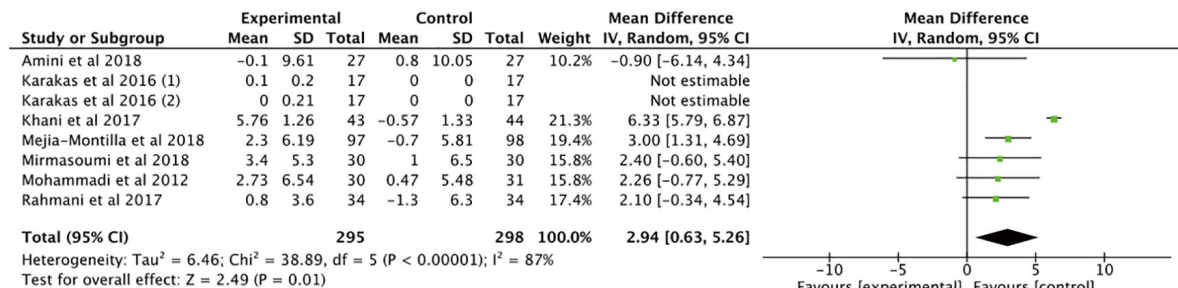 Experimental Control Mean Difference Mean Difference
Study or Subgroup Mean SD Total Mean SD Total Weight IV, Random, 95% CI IV, Random, 95% CI
Amini et al 2018 −0.1 9.61 27 0.8 10.05 27 10.2% −0.90 [−6.14, 4.34]
Karakas et al 2016 (1) 0.1 0.2 17 0 0 17 Not estimable
Karakas et al 2016 (2) 0 0.21 17 0 0 17 Not estimable
Khani et al 2017 5.76 1.26 43 −0.57 1.33 44 21.3% 6.33 [5.79, 6.87]
Mejia-Montilla et al 2018 2.3 6.19 97 −0.7 5.81 98 19.4% 3.00 [1.31, 4.69]
Mirmasoumi et al 2018 3.4 5.3 30 1 6.5 30 15.8% 2.40 [−0.60, 5.40]
Mohammadi et al 2012 2.73 6.54 30 0.47 5.48 31 15.8% 2.26 [−0.77, 5.29]
Rahmani et al 2017 0.8 3.6 34 −1.3 6.3 34 17.4% 2.10 [−0.34, 4.54]
Total (95% CI) 295 298 100.0% 2.94 [0.63, 5.26]
Heterogeneity: Tau² = 6.46; Chi² = 38.89, df = 5 (P < 0.00001); I² = 87%
Test for overall effect: Z = 2.49 (P = 0.01)
−10 −5 0 5 10
Favours [experimental] Favours [control]